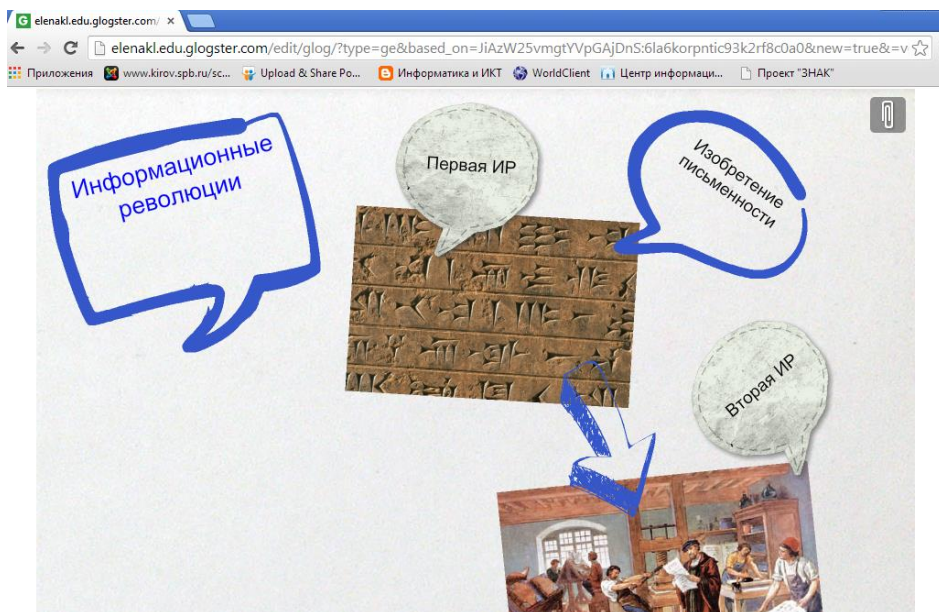 elenakl.edu.glogster.com/
elenakl.edu.glogster.com/edit/glog/?type=ge&based_on=JiAzW25vmgtYVpGAjDnS:6la6korpntic93k2rf8c0a0&new=true&=v
Приложения www.kirov.spb.ru/sc... Upload & Share Po... Информатика и ИКТ WorldClient Центр информаци... Проект "ЗНАК"
Информационные
революции
Первая ИР
Изобретение
письменности
Вторая ИР